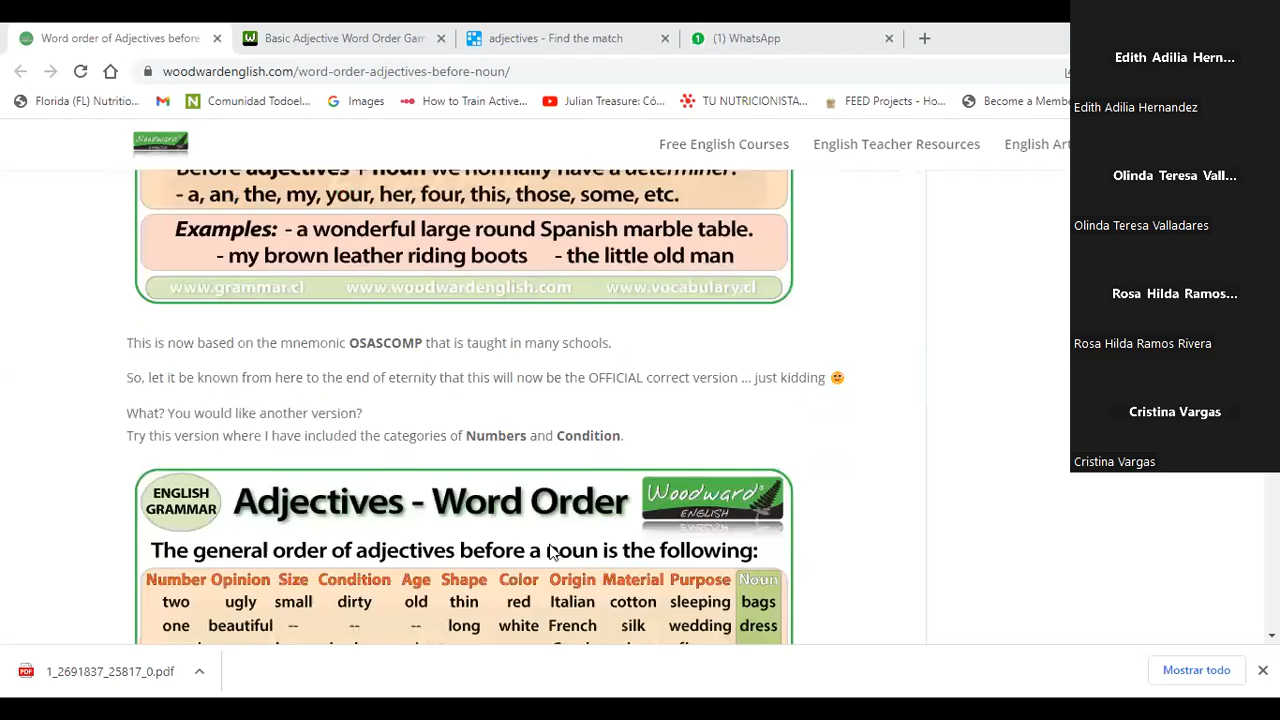 Word order of Adjectives before
Basic Adjective Word Order Gam
adjectives - Find the match
(1) WhatsApp
woodwardenglish.com/word-order-adjectives-before-noun/
Florida (FL) Nutritio...
Comunidad Todoel...
Images
How to Train Active...
Julian Treasure: Có...
TU NUTRICIONISTA...
FEED Projects - Ho...
Become a Membe
Woodward ENGLISH
Free English Courses
English Teacher Resources
English Art
Before adjectives + noun we normally have a determiner:
- a, an, the, my, your, her, four, this, those, some, etc.
Examples: - a wonderful large round Spanish marble table.
- my brown leather riding boots - the little old man
www.grammar.cl www.woodwardenglish.com www.vocabulary.cl
This is now based on the mnemonic OSASCOMP that is taught in many schools.
So, let it be known from here to the end of eternity that this will now be the OFFICIAL correct version ... just kidding
What? You would like another version?
Try this version where I have included the categories of Numbers and Condition.
ENGLISH
GRAMMAR
Adjectives - Word Order
Woodward®
ENGLISH
The general order of adjectives before a noun is the following:
Number Opinion Size Condition Age Shape Color Origin Material Purpose Noun
two ugly small dirty old thin red Italian cotton sleeping bags
one beautiful -- -- -- long white French silk wedding dress
1_2691837_25817_0.pdf
Mostrar todo
Edith Adilia Hern...
Edith Adilia Hernandez
Olinda Teresa Vall...
Olinda Teresa Valladares
Rosa Hilda Ramos...
Rosa Hilda Ramos Rivera
Cristina Vargas
Cristina Vargas